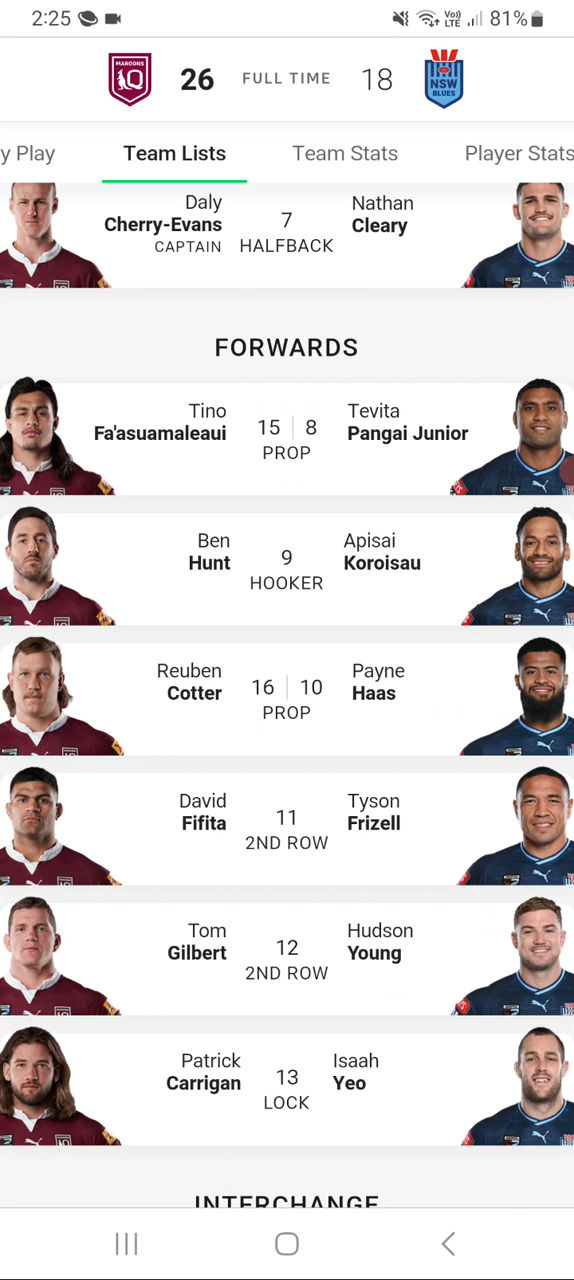 2:25 Vo)) LTE 81%
MAROONS Q 26 FULL TIME 18 NSW BLUES
y Play Team Lists Team Stats Player Stats
Daly Cherry-Evans CAPTAIN
7 HALFBACK
Nathan Cleary
FORWARDS
Tino Fa'asuamaleaui
15 | 8 PROP
Tevita Pangai Junior
Ben Hunt
9 HOOKER
Apisai Koroisau
Reuben Cotter
16 | 10 PROP
Payne Haas
David Fifita
11 2ND ROW
Tyson Frizell
Tom Gilbert
12 2ND ROW
Hudson Young
Patrick Carrigan
13 LOCK
Isaah Yeo
INTERCHANGE